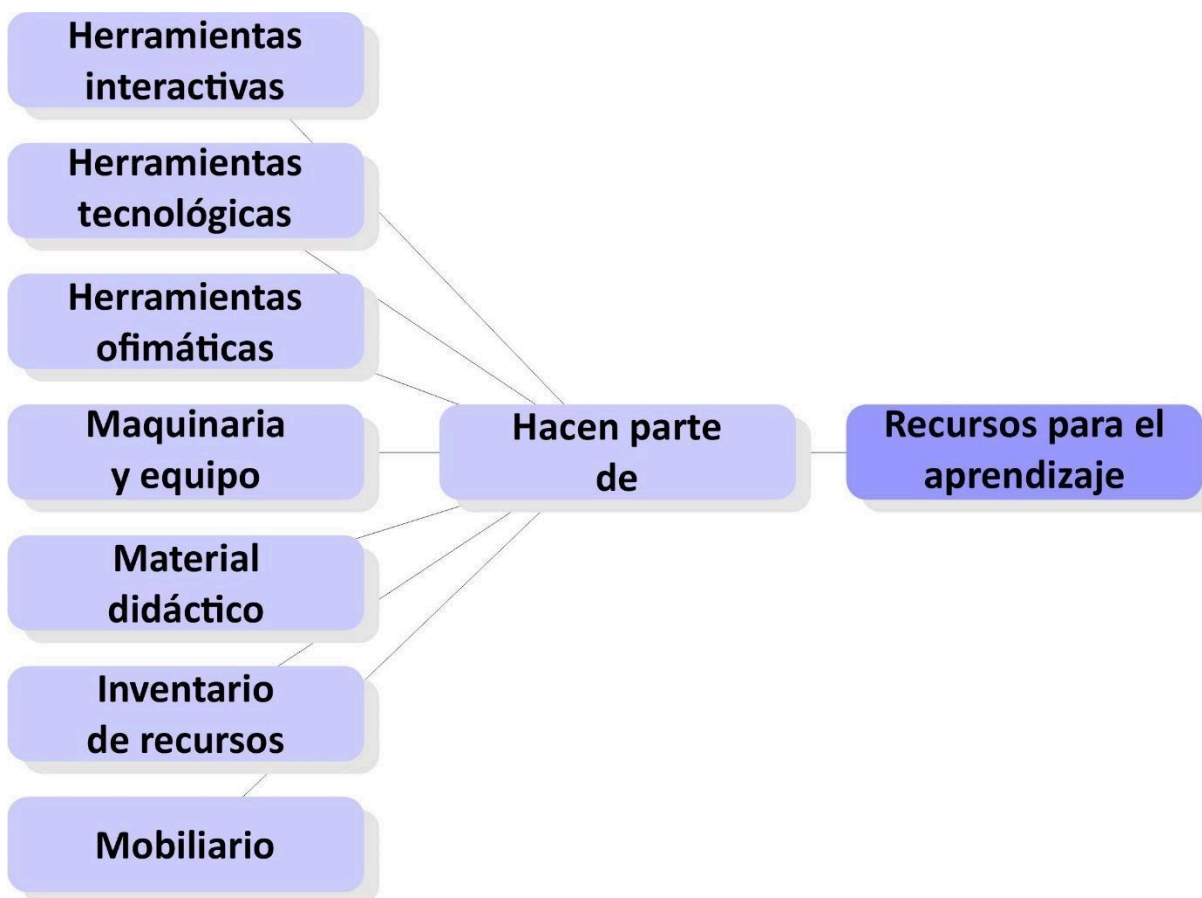 Herramientas
interactivas
Herramientas
tecnológicas
Herramientas
ofimáticas
Maquinaria
y equipo
Material
didáctico
Inventario
de recursos
Mobiliario
Hacen parte
de
Recursos para el
aprendizaje